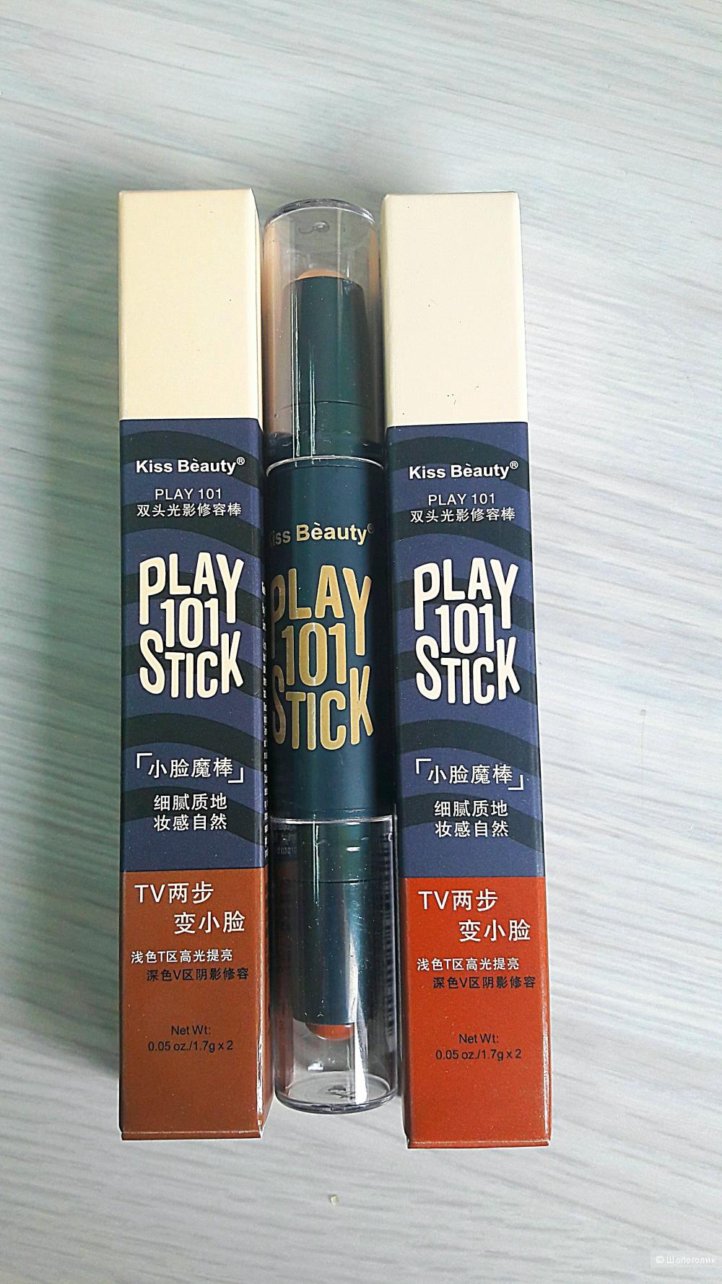 Kiss Bèauty®
PLAY 101
双头光影修容棒
PLAY
101
STICK
「小脸魔棒」
细腻质地
妆感自然
TV两步
变小脸
浅色T区高光提亮
深色V区阴影修容
Net Wt:
0.05 oz./1.7g x 2
Bèauty®
PLAY
101
STICK
Kiss Bèauty®
PLAY 101
双头光影修容棒
PLAY
101
STICK
「小脸魔棒」
细腻质地
妆感自然
TV两步
变小脸
浅色T区高光提亮
深色V区阴影修容
Net Wt:
0.05 oz./1.7g x 2
© Шопоголик